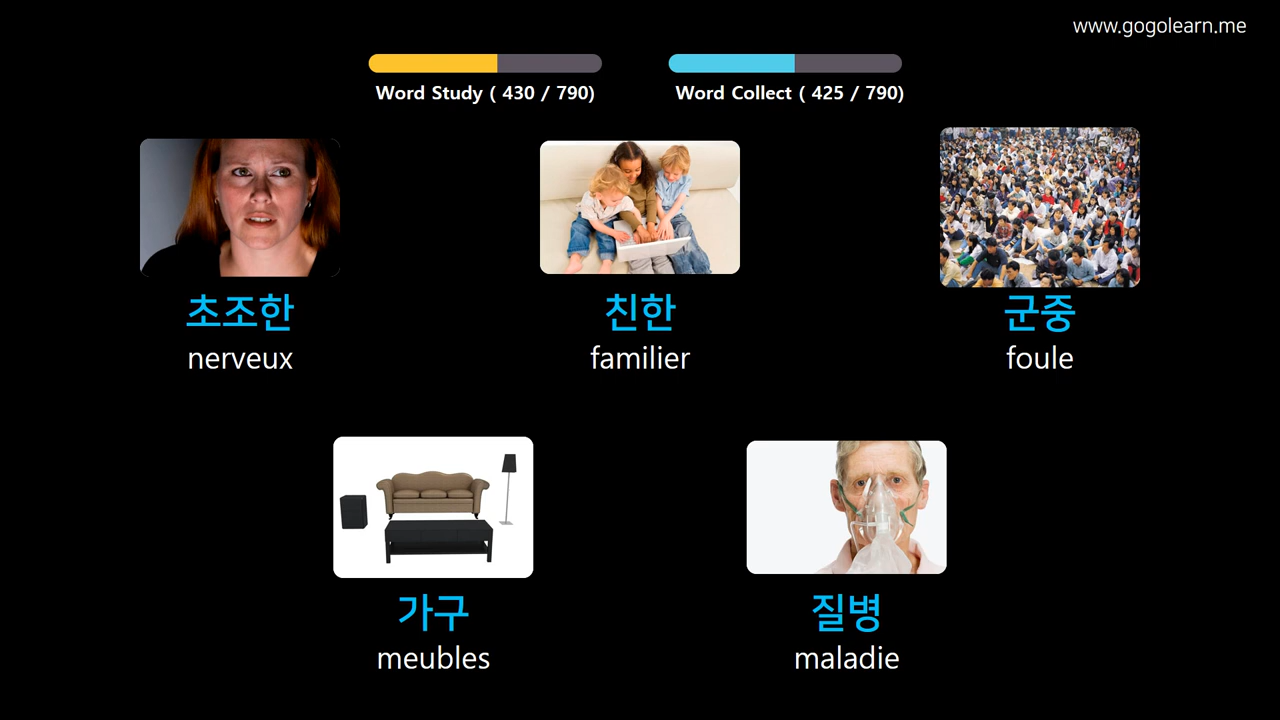 www.gogolearn.me
Word Study ( 430 / 790)
Word Collect ( 425 / 790)
초조한
nerveux
친한
familier
군중
foule
가구
meubles
질병
maladie